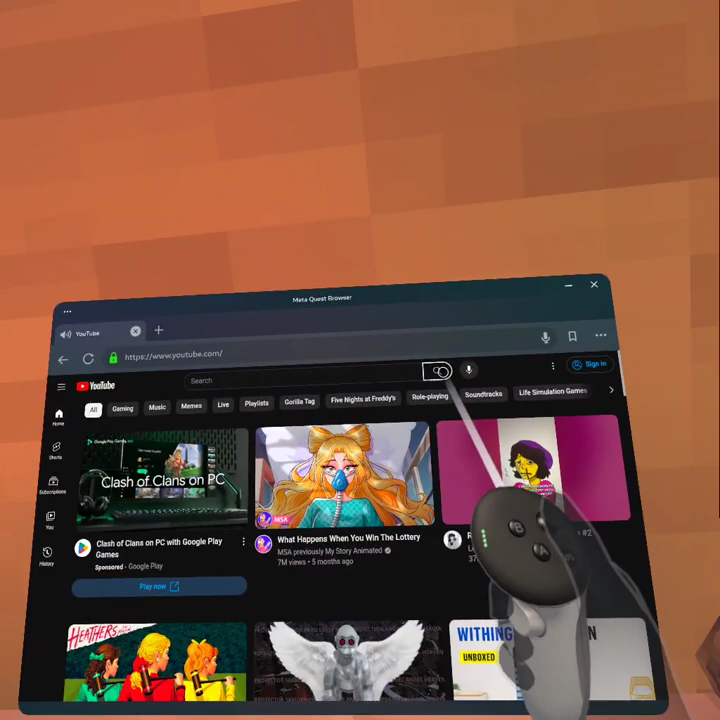 Meta Quest Browser
YouTube
https://www.youtube.com/
YouTube
Search
Sign in
All
Gaming
Music
Memes
Live
Playlists
Gorilla Tag
Five Nights at Freddy's
Role-playing
Soundtracks
Life Simulation Games
Home
Shorts
Subscriptions
You
History
Google Play Games
Clash of Clans on PC
Clash of Clans on PC with Google Play
Games
Sponsored · Google Play
Play now
MSA
What Happens When You Win The Lottery
MSA previously My Story Animated
7M views • 5 months ago
#2
B
A
HEATHERS
UNBOXED